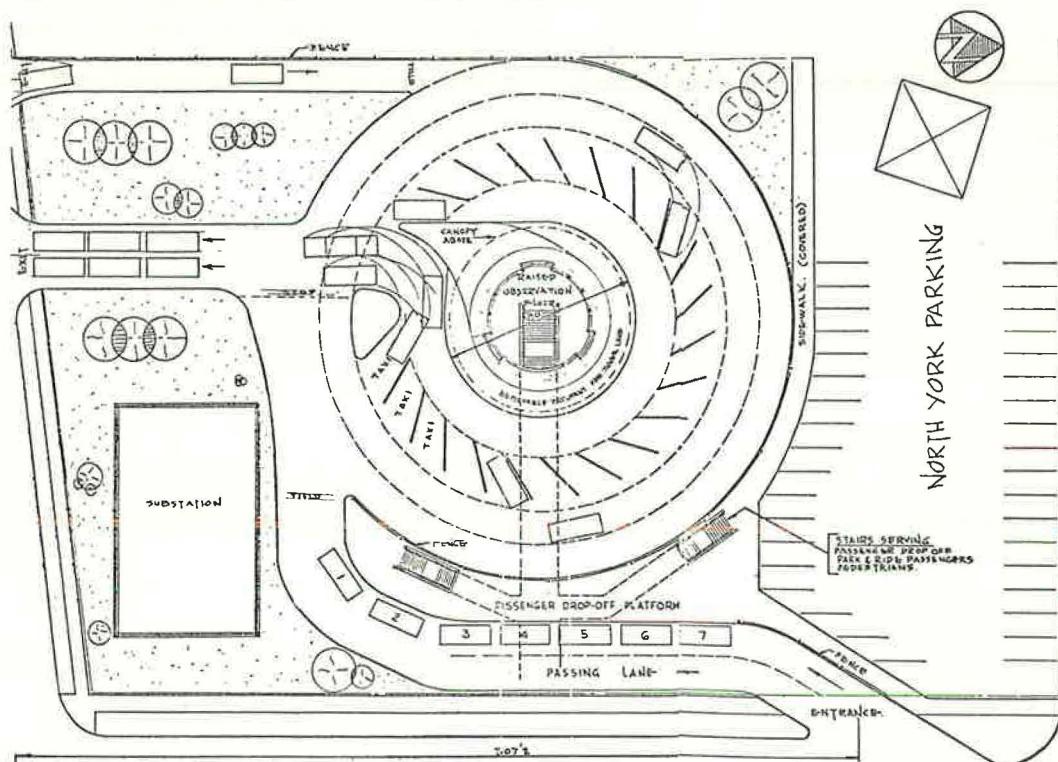 FENCE
EXIT
STOP
N
CANOPY
ABOVE
RAISED
OBSERVATION
SIDEWALK (COVERED)
NORTH YORK PARKING
EXIT
STOP
TAXI
TAXI
TAXI
SUBSTATION
FENCE
STAIRS SERVING
PASSENGER DROP OFF
PARK & RIDE PASSENGERS
PEDESTRIANS.
PASSENGER DROP-OFF PLATFORM
1
2
3
4
5
6
7
PASSING LANE
FENCE
ENTRANCE